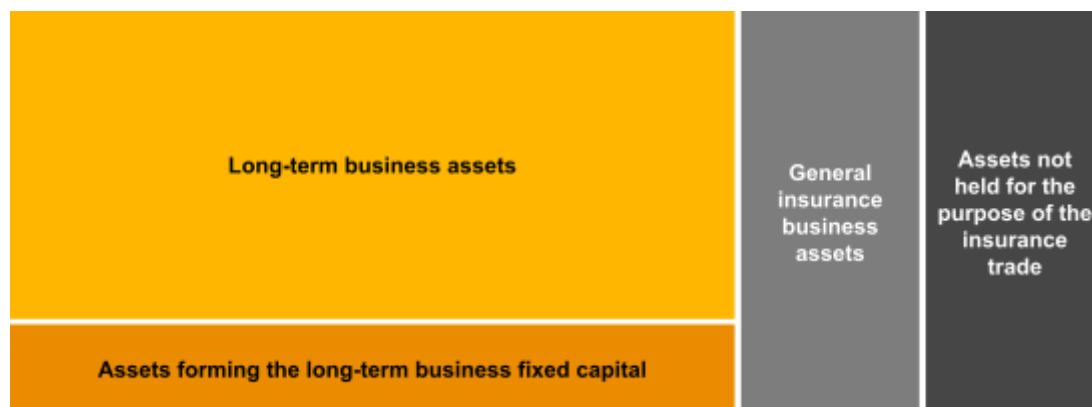 Long-term business assets
Assets forming the long-term business fixed capital
General
insurance
business
assets
Assets not
held for the
purpose of the
insurance
trade